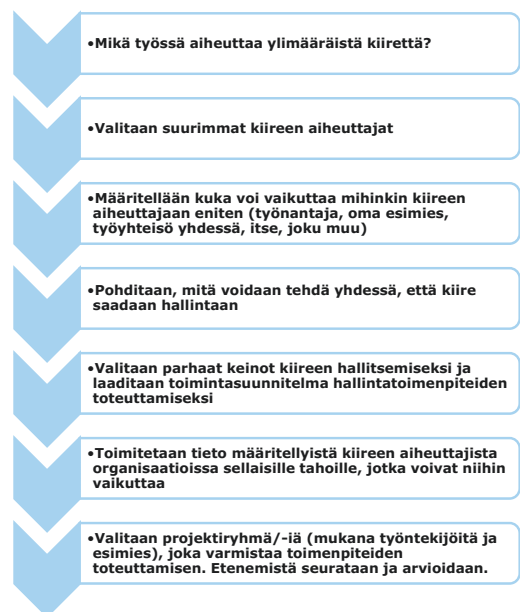 •Mikä työssä aiheuttaa ylimääräistä kiirettä?
•Valitaan suurimmat kiireen aiheuttajat
•Määritellään kuka voi vaikuttaa mihinkin kiireen
aiheuttajaan eniten (työnantaja, oma esimies,
työyhteisö yhdessä, itse, joku muu)
•Pohditaan, mitä voidaan tehdä yhdessä, että kiire
saadaan hallintaan
•Valitaan parhaat keinot kiireen hallitsemiseksi ja
laaditaan toimintasuunnitelma hallintatoimenpiteiden
toteuttamiseksi
•Toimitetaan tieto määritellyistä kiireen aiheuttajista
organisaatioissa sellaisille tahoille, jotka voivat niihin
vaikuttaa
•Valitaan projektiryhmä/-iä (mukana työntekijöitä ja
esimies), joka varmistaa toimenpiteiden
toteuttamisen. Etenemistä seurataan ja arvioidaan.